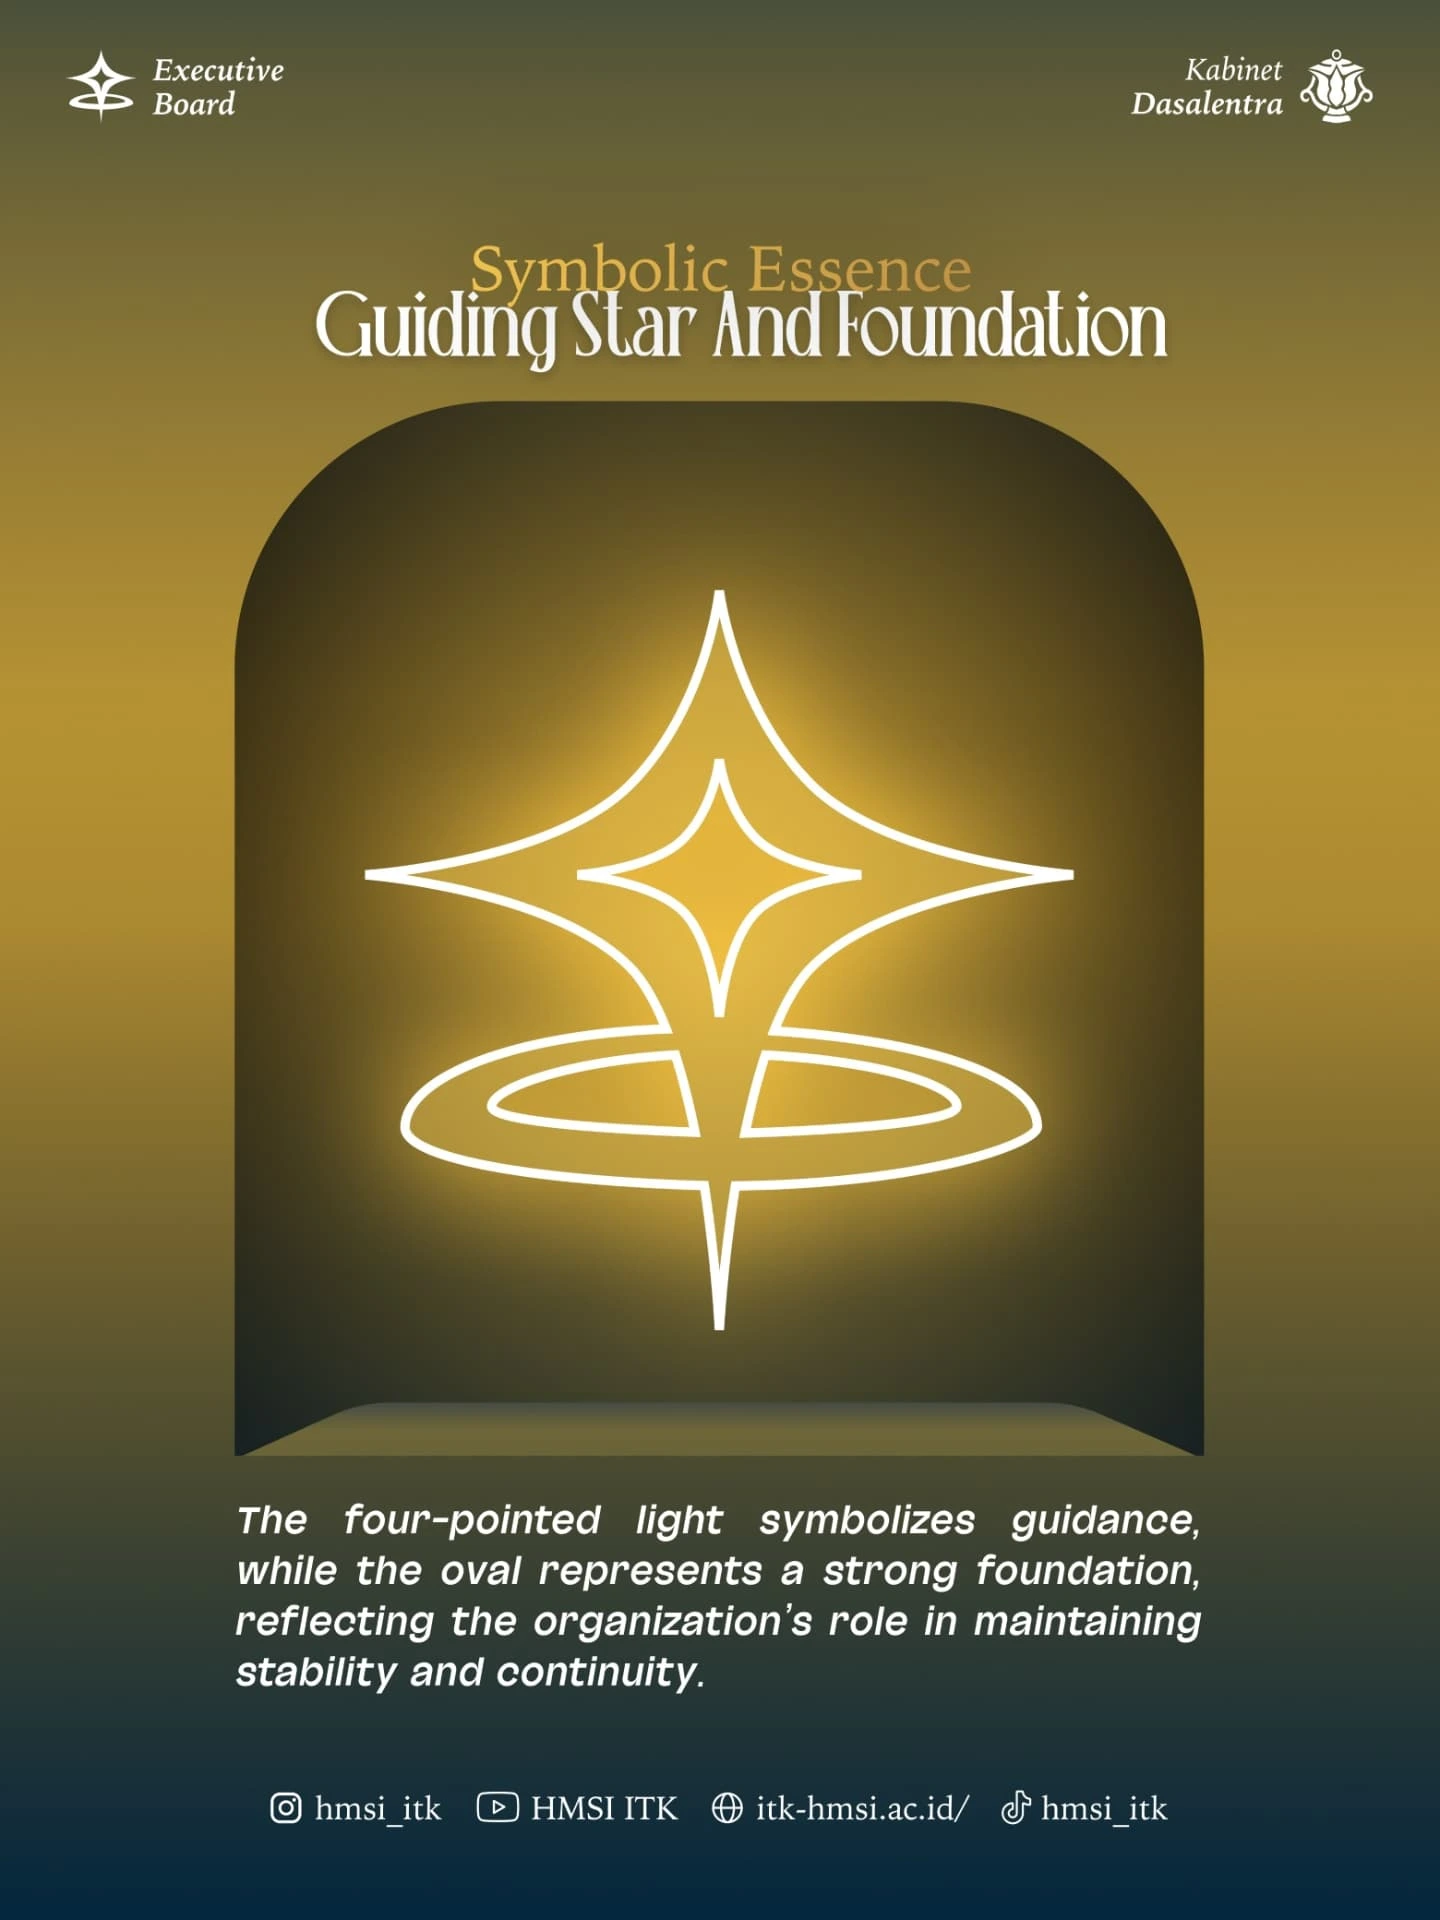 Executive
Board
Kabinet
Dasalentra
Symbolic Essence
Guiding Star And Foundation
The four-pointed light symbolizes guidance,
while the oval represents a strong foundation,
reflecting the organization's role in maintaining
stability and continuity.
hmsi_itk HMSI ITK itk-hmsi.ac.id/ hmsi_itk